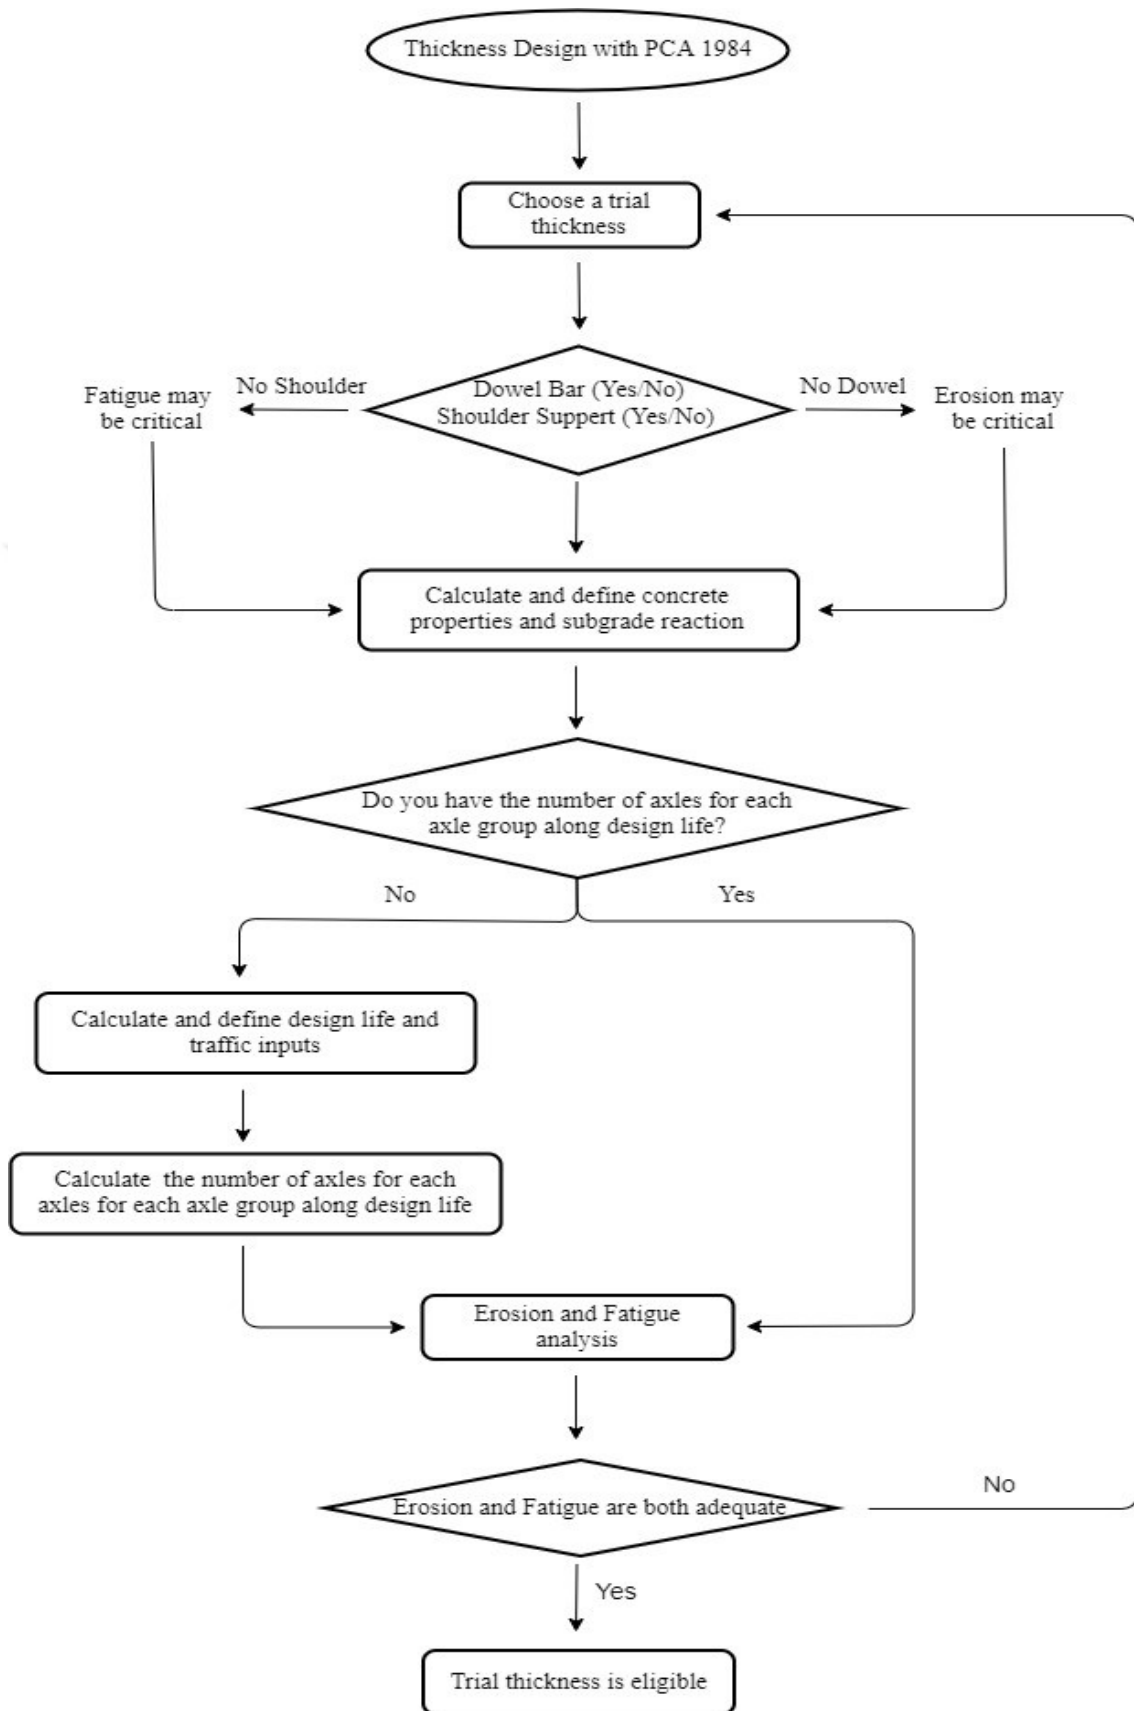 Thickness Design with PCA 1984
Choose a trial
thickness
No Shoulder
Dowel Bar (Yes/No)
Shoulder Suppert (Yes/No)
No Dowel
Fatigue may
be critical
Erosion may
be critical
Calculate and define concrete
properties and subgrade reaction
Do you have the number of axles for each
axle group along design life?
No
Yes
Calculate and define design life and
traffic inputs
Calculate the number of axles for each
axles for each axle group along design life
Erosion and Fatigue
analysis
Erosion and Fatigue are both adequate
No
Yes
Trial thickness is eligible